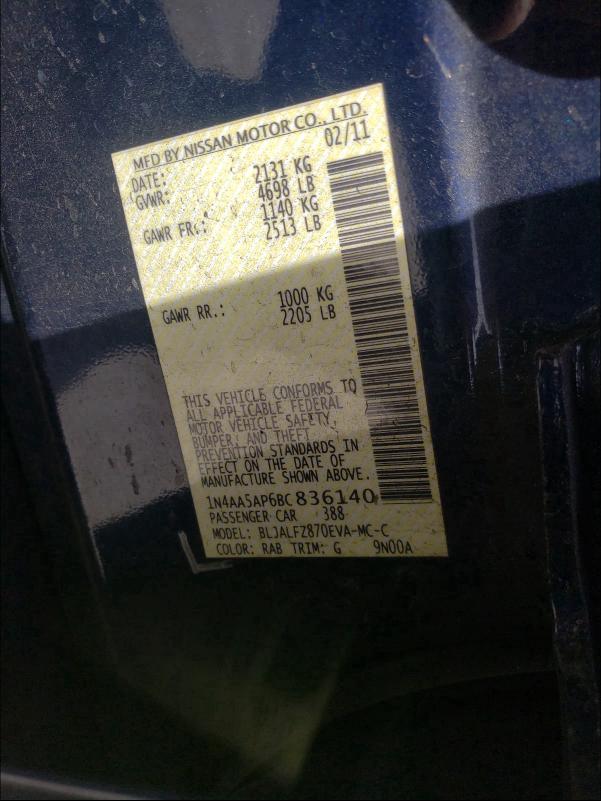 MFD BY NISSAN MOTOR CO., LTD.
DATE: 02/11
GVWR: 2131 KG
4698 LB
GAWR FR.: 1140 KG
2513 LB
GAWR RR.: 1000 KG
2205 LB
THIS VEHICLE CONFORMS TO
ALL APPLICABLE FEDERAL
MOTOR VEHICLE SAFETY,
BUMPER, AND THEFT
PREVENTION STANDARDS IN
EFFECT ON THE DATE OF
MANUFACTURE SHOWN ABOVE.
1N4AA5AP6BC836140
PASSENGER CAR 388
MODEL: BLJALFZ870EVA-MC-C
COLOR: RAB TRIM: G 9N00A